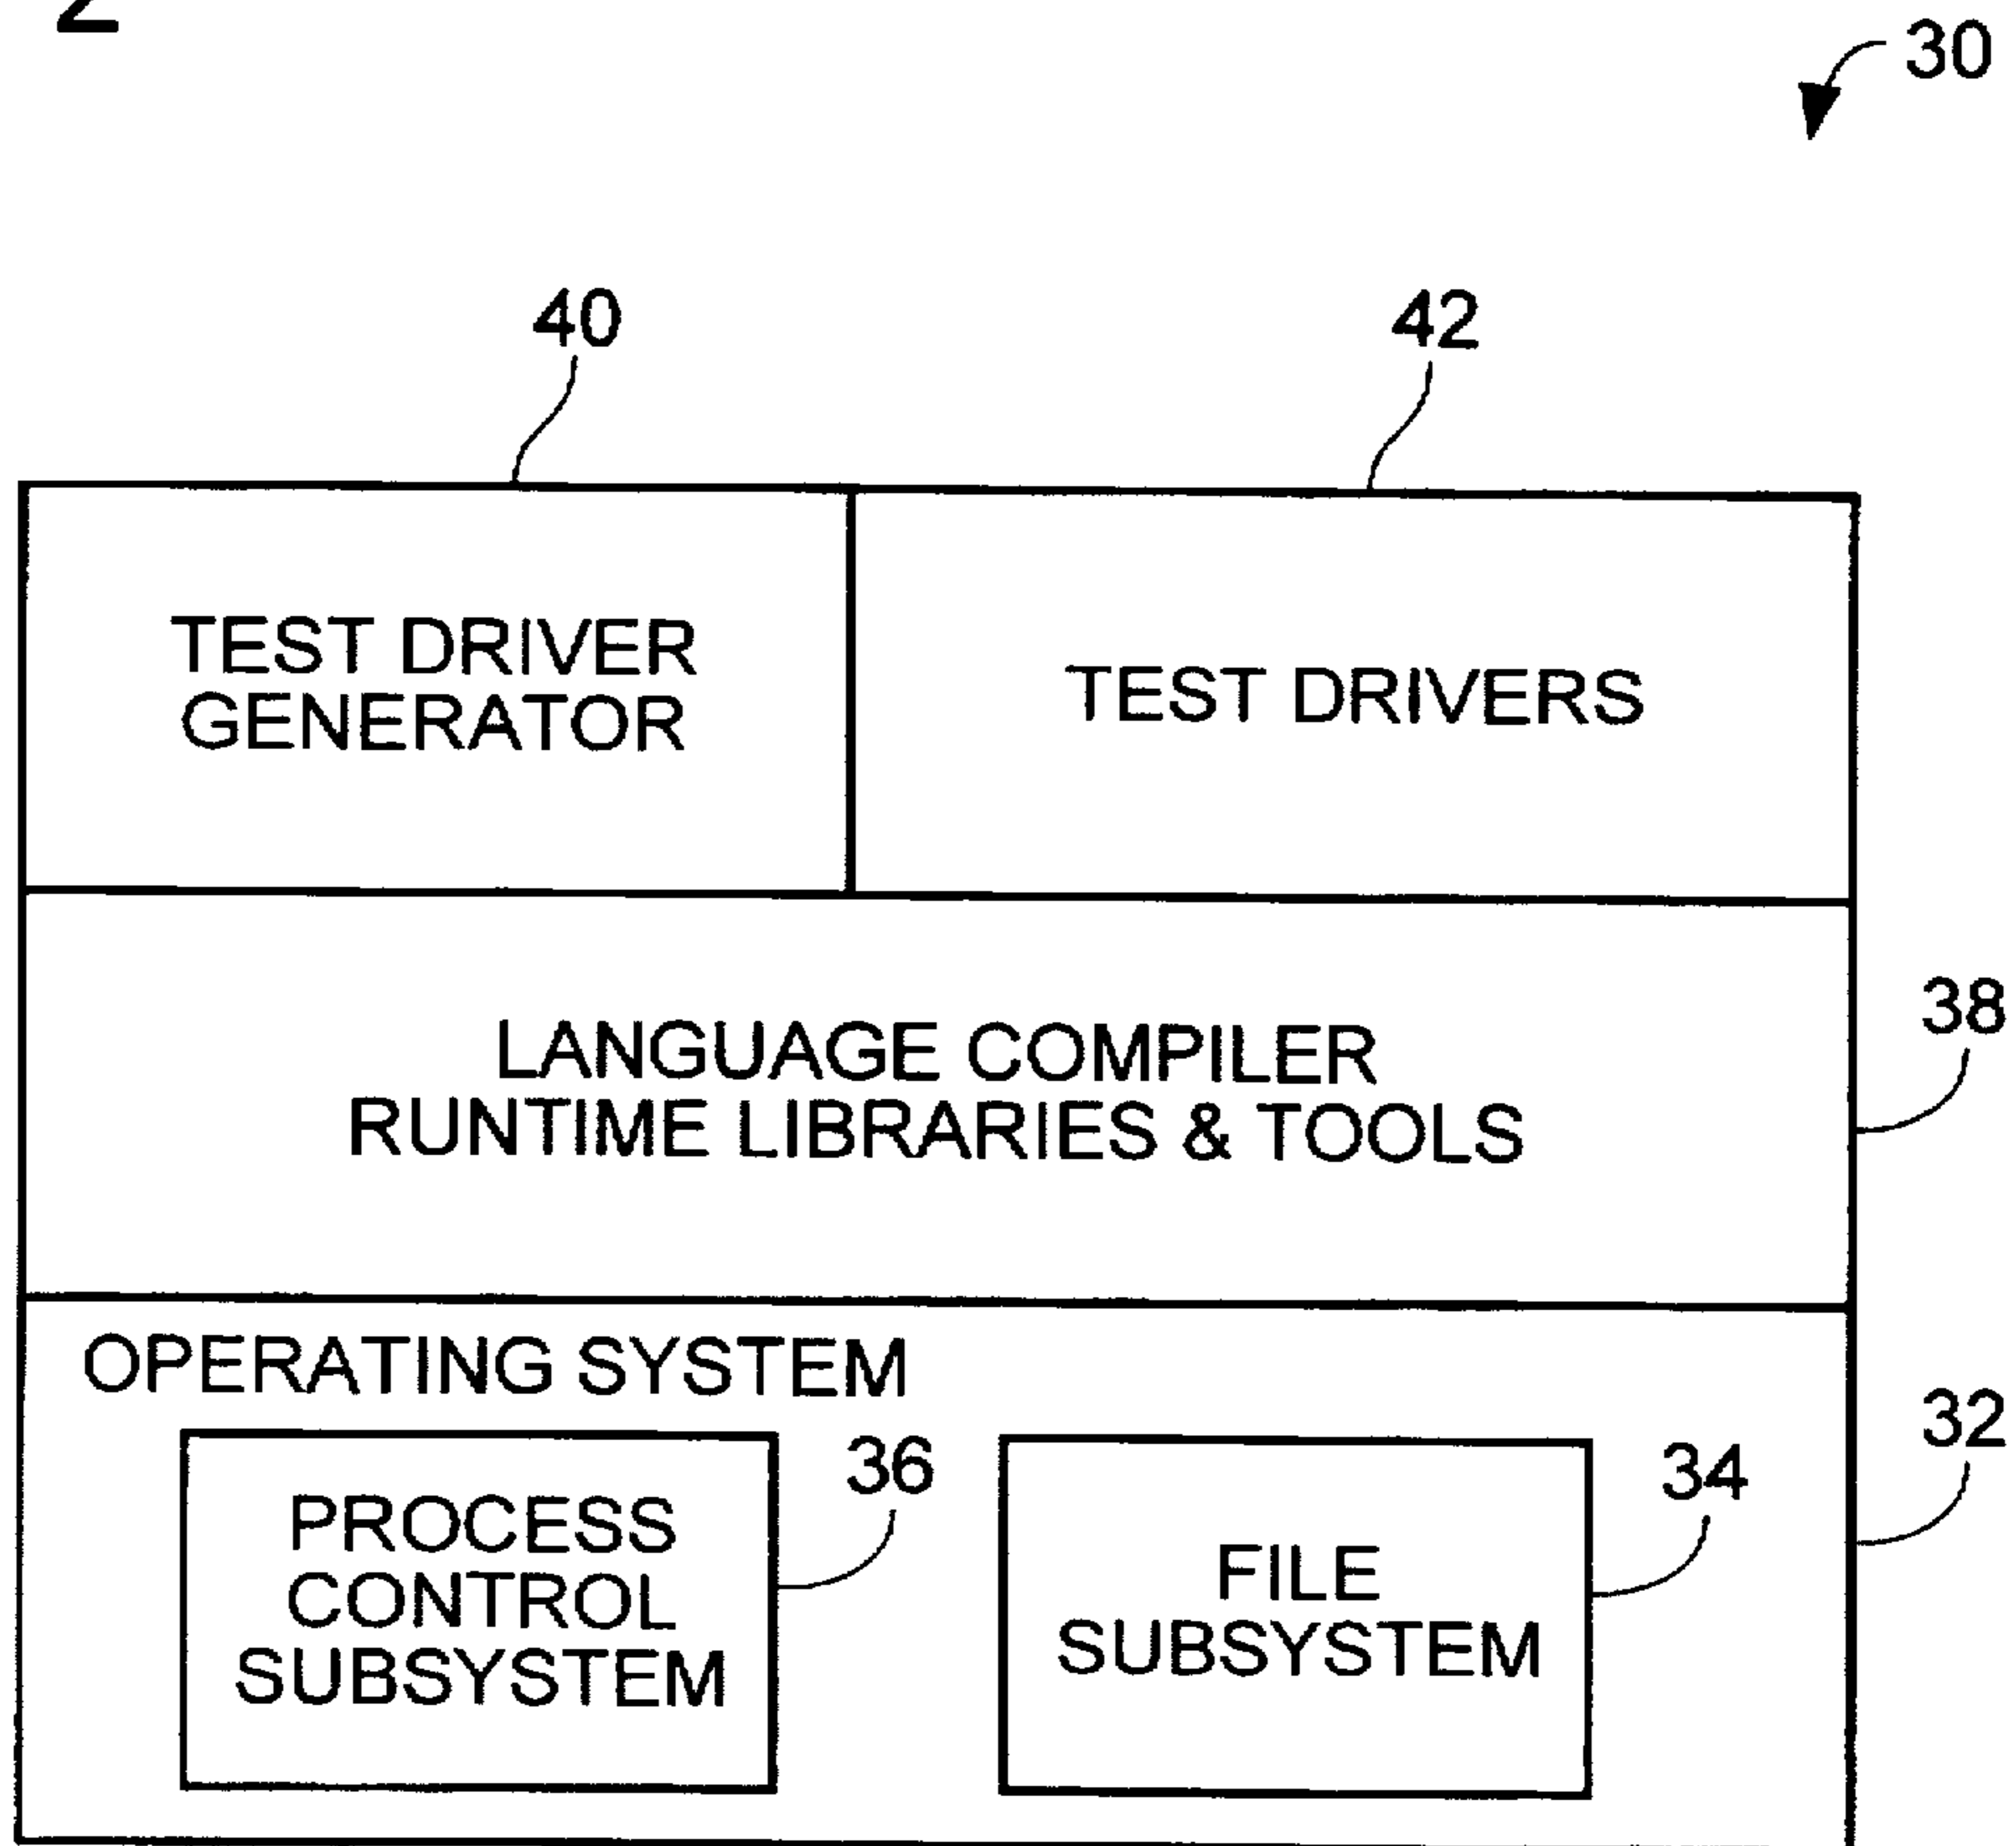 2
30
40
42
TEST DRIVER
GENERATOR
TEST DRIVERS
38
LANGUAGE COMPILER
RUNTIME LIBRARIES & TOOLS
OPERATING SYSTEM
32
36
34
PROCESS
CONTROL
SUBSYSTEM
FILE
SUBSYSTEM